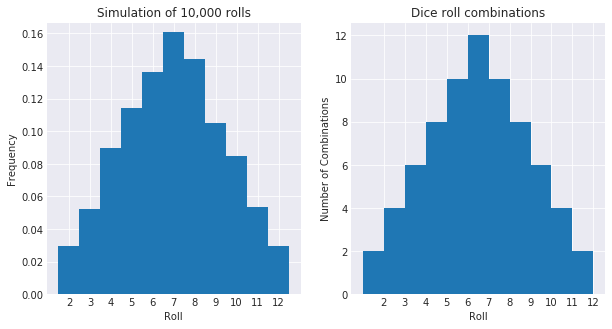 Simulation of 10,000 rolls
Frequency
0.16
0.14
0.12
0.10
0.08
0.06
0.04
0.02
0.00
2 3 4 5 6 7 8 9 10 11 12
Roll
Dice roll combinations
Number of Combinations
12
10
8
6
4
2
0
2 3 4 5 6 7 8 9 10 11 12
Roll